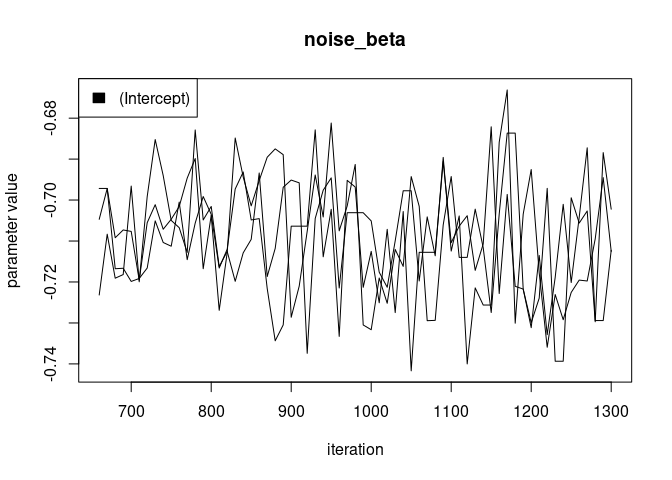 noise_beta
(Intercept)
parameter value
-0.68
-0.70
-0.72
-0.74
700 800 900 1000 1100 1200 1300
iteration